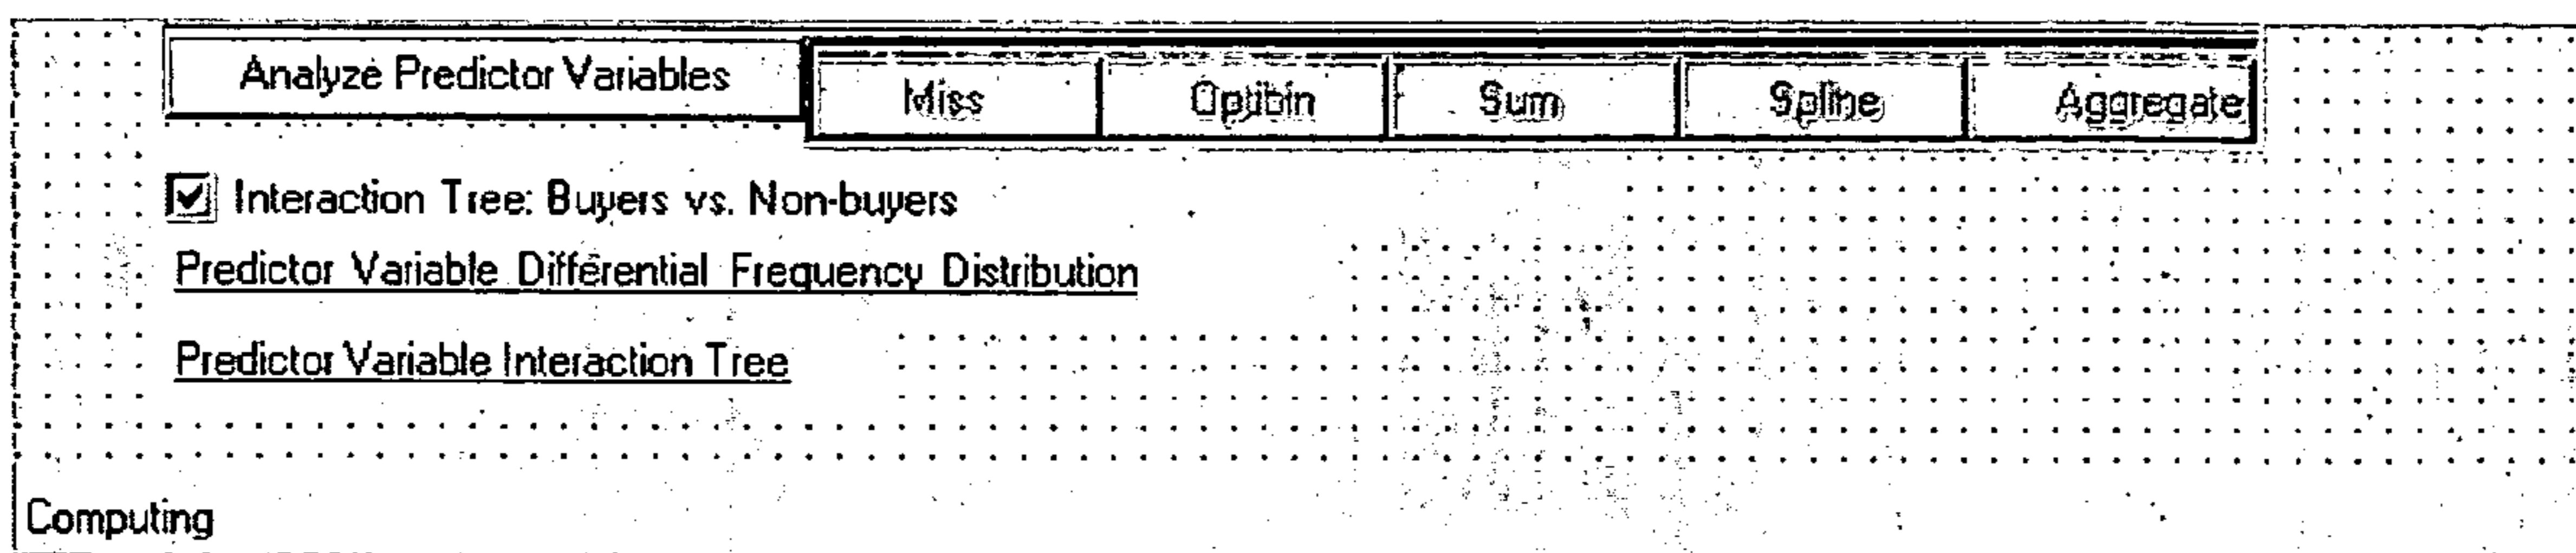 Analyze Predictor Variables Miss Optibin Sum Spline Aggregate
Interaction Tree: Buyers vs. Non-buyers
Predictor Variable Differential Frequency Distribution
Predictor Variable Interaction Tree
Computing